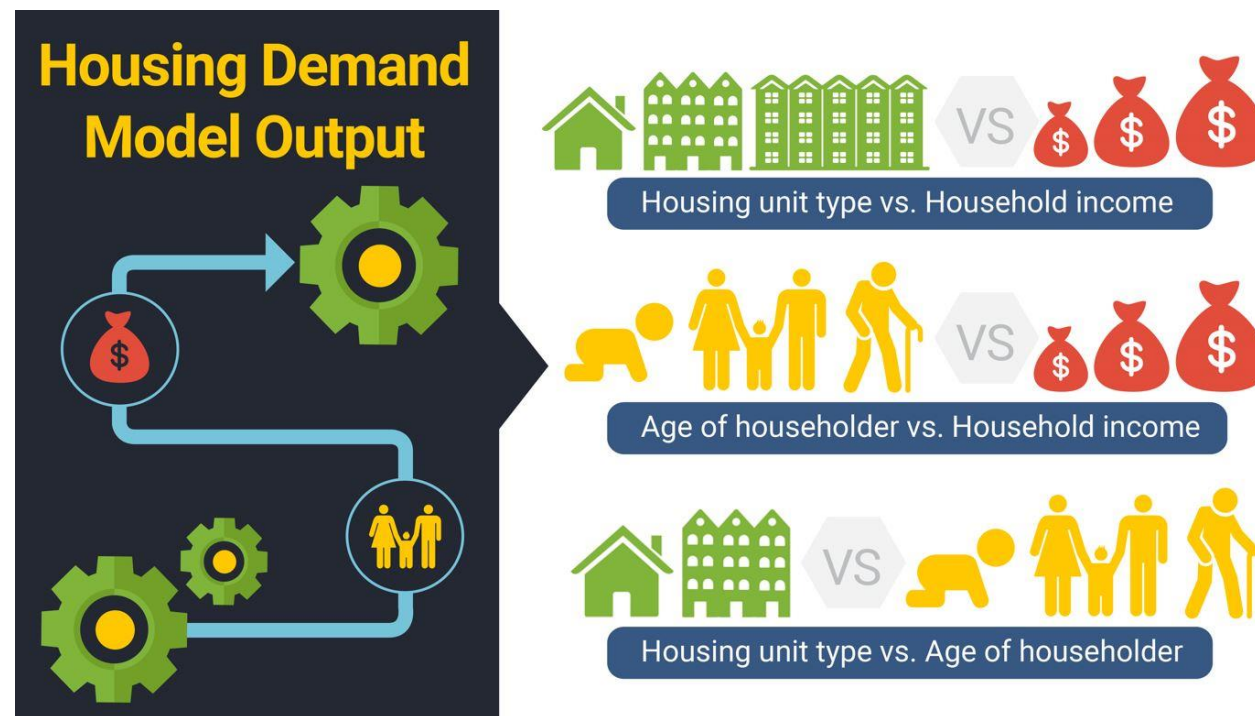 Housing Demand
Model Output
$
VS
$
$
$
Housing unit type vs. Household income
VS
$
$
$
Age of householder vs. Household income
VS
Housing unit type vs. Age of householder